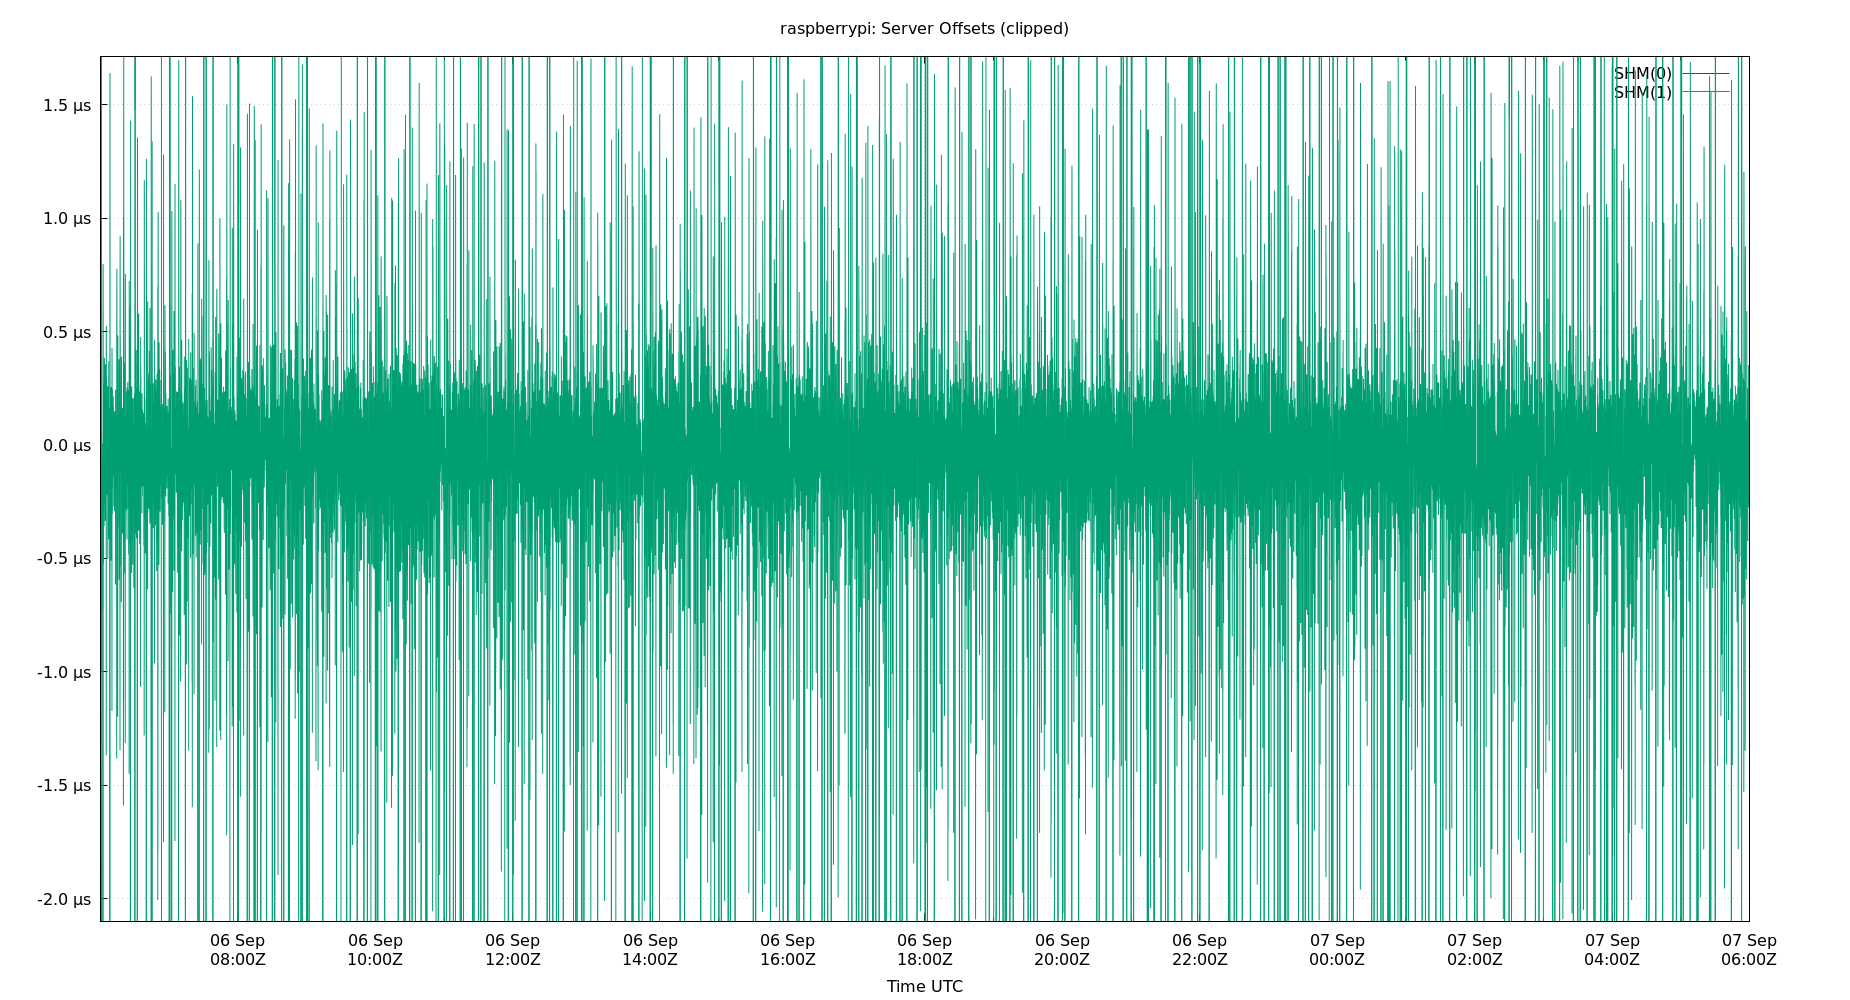 raspberrypi: Server Offsets (clipped)
SHM(0)
SHM(1)
1.5 µs
1.0 µs
0.5 µs
0.0 µs
-0.5 µs
-1.0 µs
-1.5 µs
-2.0 µs
06 Sep 06 Sep 06 Sep 06 Sep 06 Sep 06 Sep 06 Sep 06 Sep 07 Sep 07 Sep 07 Sep 07 Sep
08:00Z 10:00Z 12:00Z 14:00Z 16:00Z 18:00Z 20:00Z 22:00Z 00:00Z 02:00Z 04:00Z 06:00Z
Time UTC